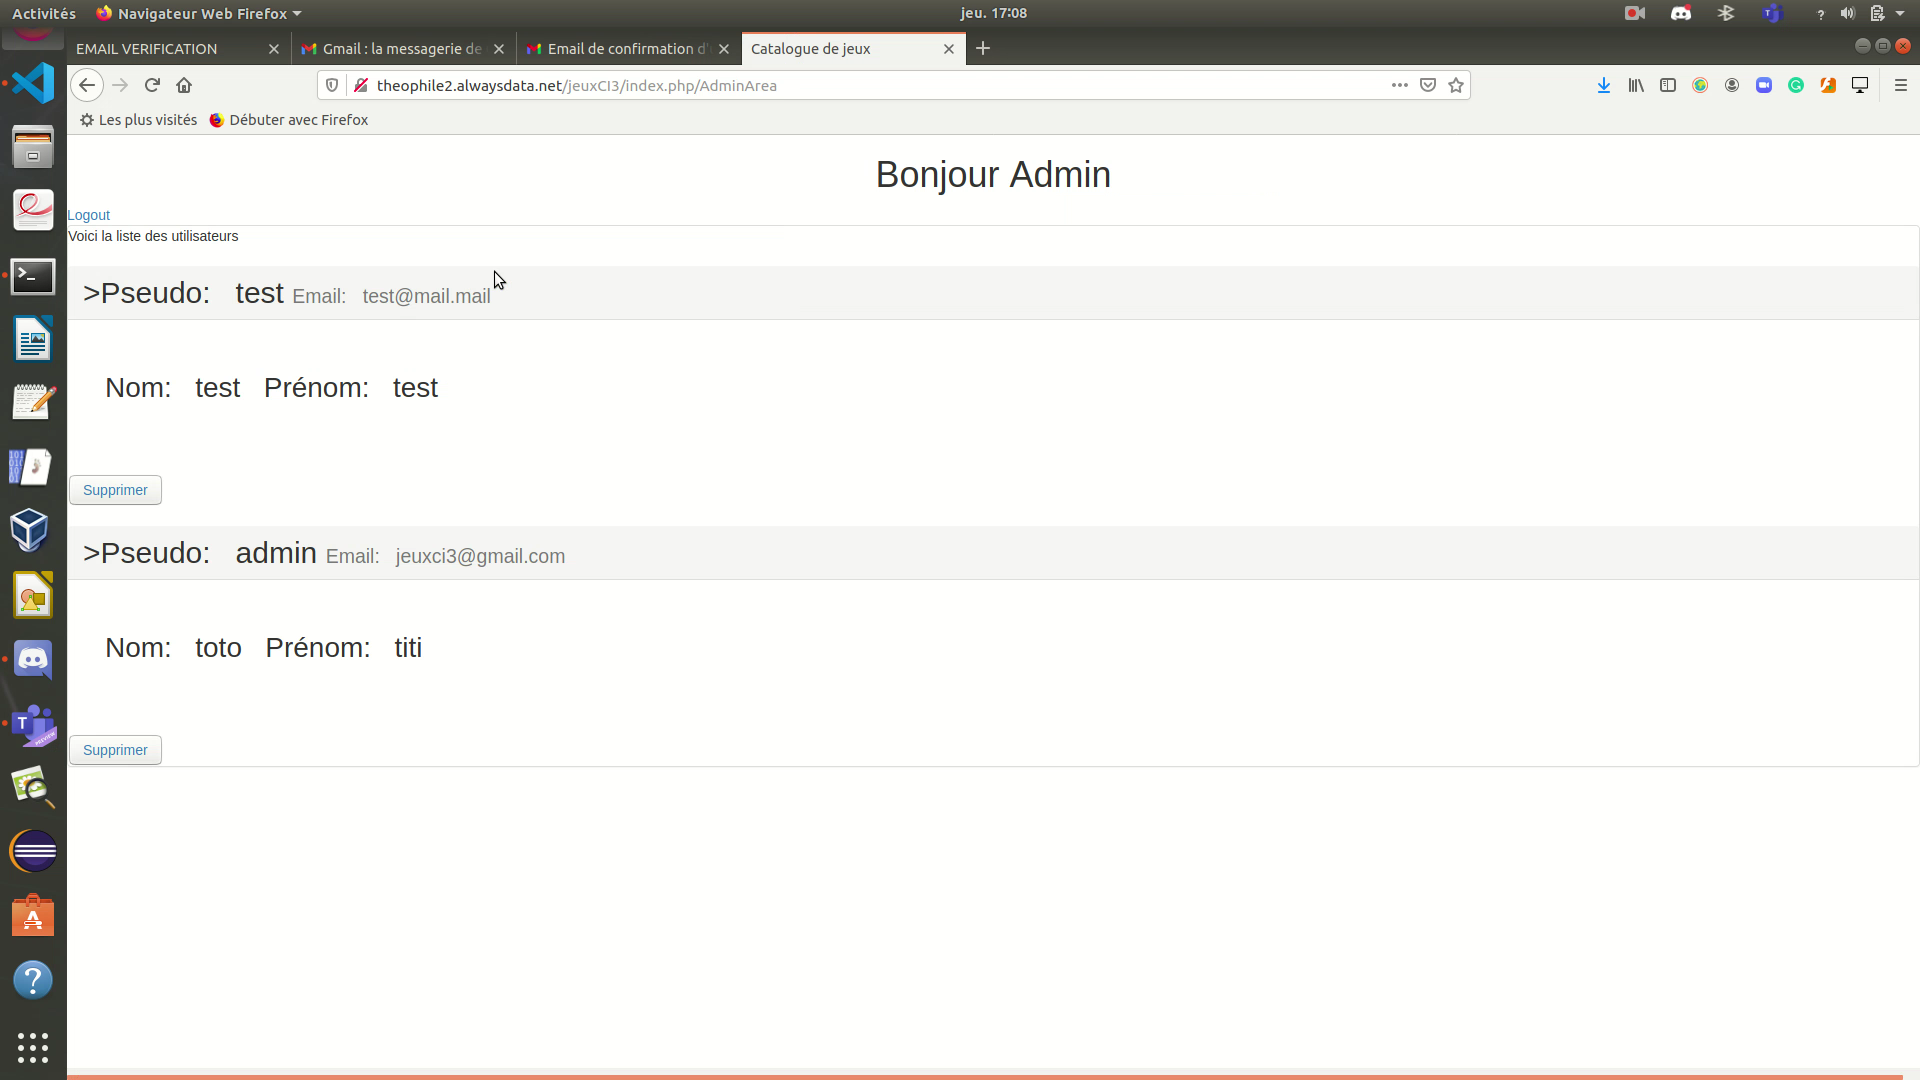 Activités Navigateur Web Firefox jeu. 17:08
EMAIL VERIFICATION Gmail : la messagerie de Email de confirmation d' Catalogue de jeux
theophile2.alwaysdata.net/jeuxCI3/index.php/AdminArea
Les plus visités Débuter avec Firefox
Bonjour Admin
Logout
Voici la liste des utilisateurs
>Pseudo: test Email: test@mail.mail
Nom: test Prénom: test
Supprimer
>Pseudo: admin Email: jeuxci3@gmail.com
Nom: toto Prénom: titi
Supprimer